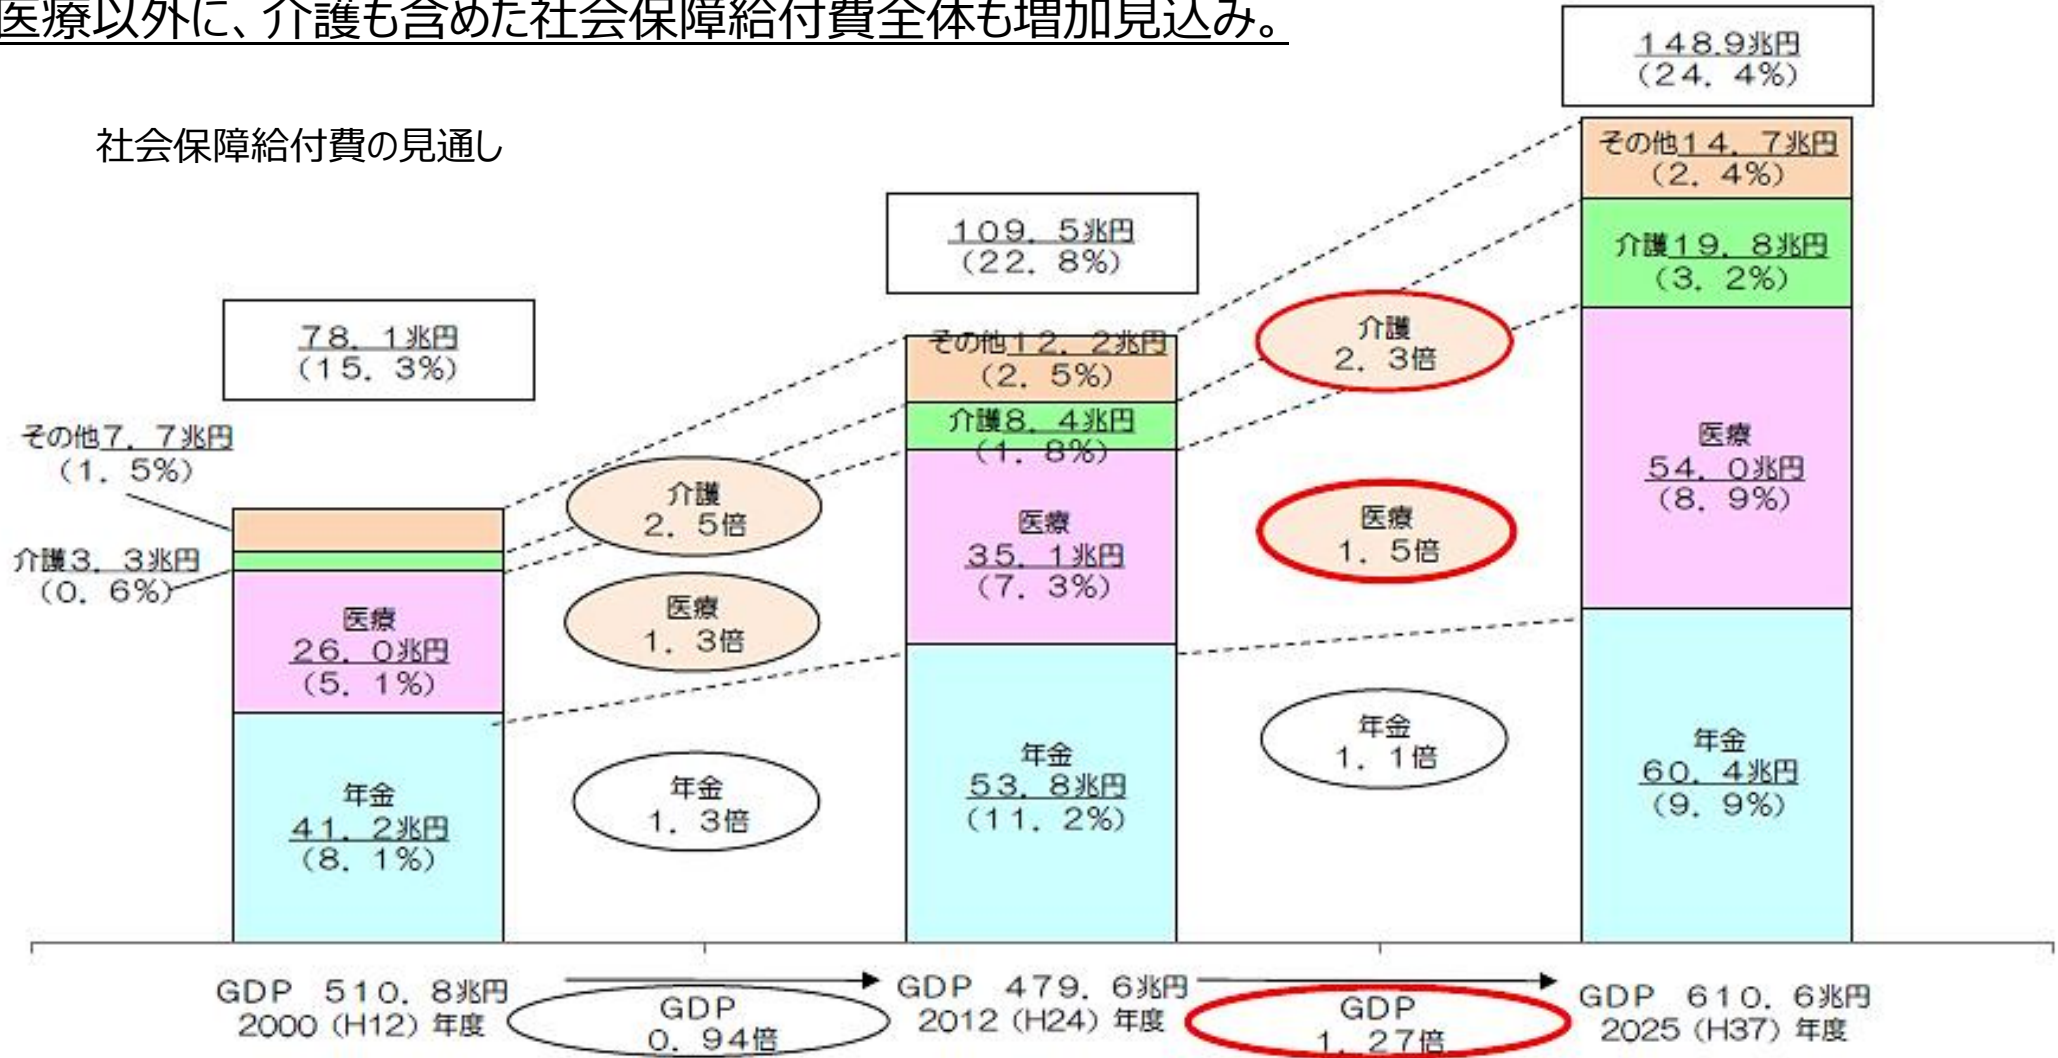 医療以外に、介護も含めた社会保障給付費全体も増加見込み。
社会保障給付費の見通し
78．1兆円
（15．3%）
その他7．7兆円
（1．5%）
介護3．3兆円
（0．6%）
医療
26．0兆円
（5．1%）
年金
41．2兆円
（8．1%）
介護
2．5倍
医療
1．3倍
年金
1．3倍
109．5兆円
（22．8%）
その他12．2兆円
（2．5%）
介護8．4兆円
（1．8%）
医療
35．1兆円
（7．3%）
年金
53．8兆円
（11．2%）
介護
2．3倍
医療
1．5倍
年金
1．1倍
148.9兆円
（24．4%）
その他14．7兆円
（2．4%）
介護19．8兆円
（3．2%）
医療
54．0兆円
（8．9%）
年金
60．4兆円
（9．9%）
GDP　510．8兆円
2000（H12）年度
GDP
0．94倍
GDP　479．6兆円
2012（H24）年度
GDP
1．27倍
GDP　610．6兆円
2025（H37）年度